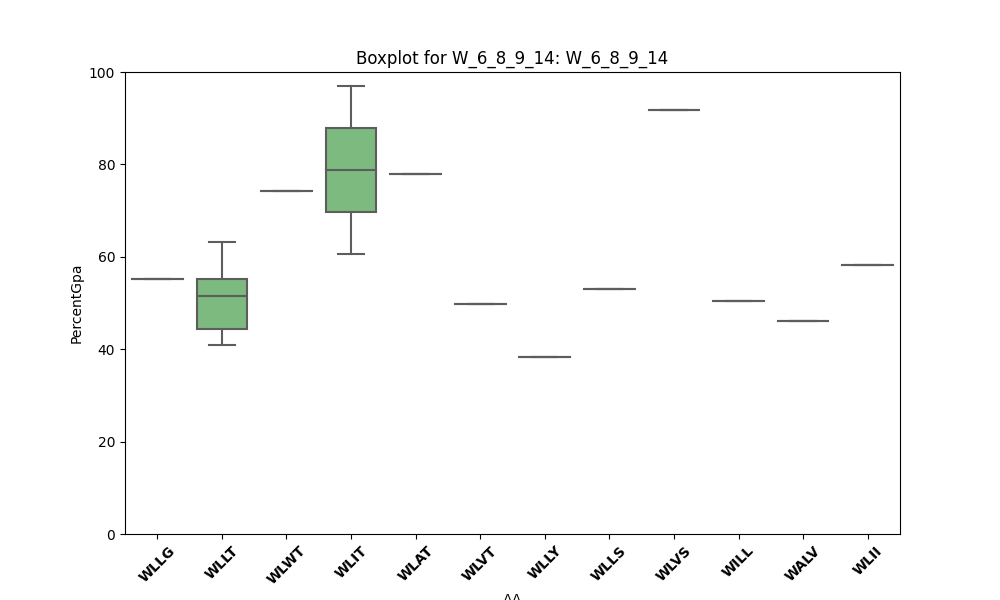 Boxplot for W_6_8_9_14: W_6_8_9_14
PercentGpa
100
80
60
40
20
0
WLLG
WLLT
WLWT
WLIT
WLAT
WLVT
WLLY
WLLS
WLVS
WILL
WALV
WLII
AA